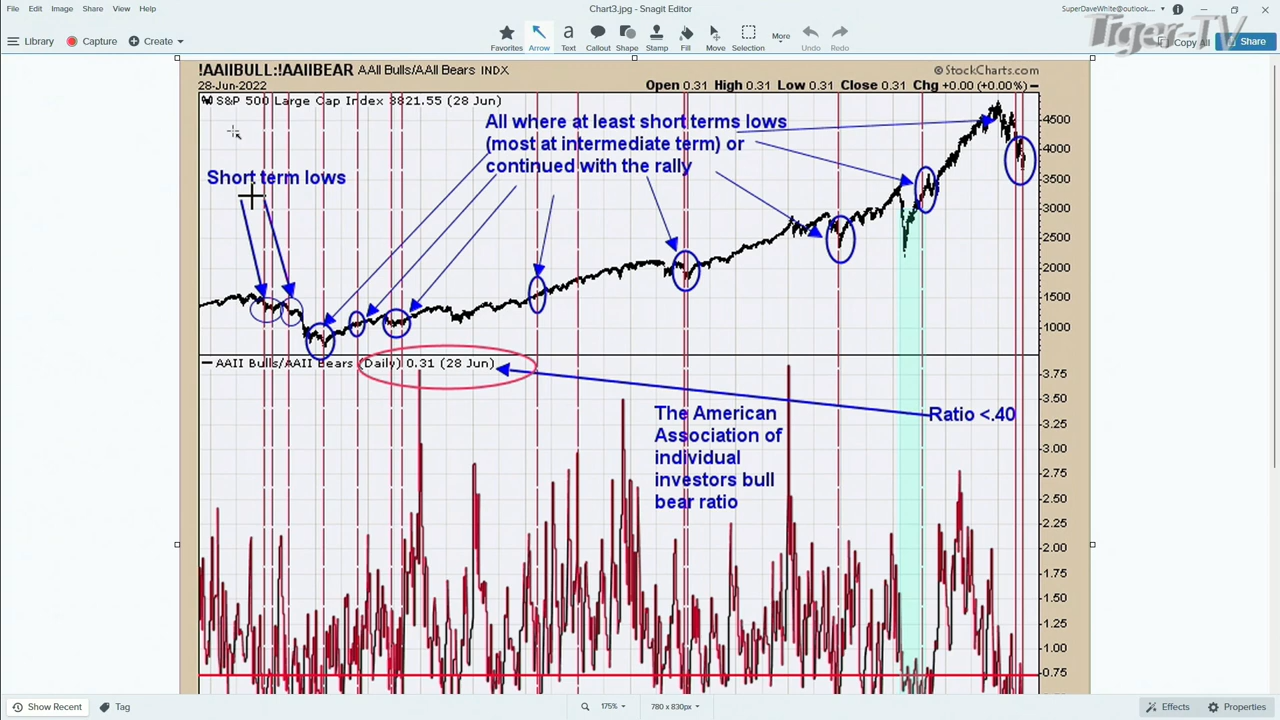 File Edit Image Share View Help
Chart3.jpg - Snagit Editor
SuperDaveWhite@outlook...
Tiger-TV
Library Capture Create
Favorites Arrow Text Callout Shape Stamp Fill Move Selection More Undo Redo
Copy All Share
!AAIIBULL:!AAIIBEAR AAII Bulls/AAII Bears INDX
© StockCharts.com
28-Jun-2022
Open 0.31 High 0.31 Low 0.31 Close 0.31 Chg +0.00 (+0.00%)
S&P 500 Large Cap Index 3821.55 (28 Jun)
All where at least short terms lows
(most at intermediate term) or
continued with the rally
Short term lows
4500
4000
3500
3000
2500
2000
1500
1000
AAII Bulls/AAII Bears (Daily) 0.31 (28 Jun)
Ratio <.40
The American
Association of
individual
investors bull
bear ratio
3.75
3.50
3.25
3.00
2.75
2.50
2.25
2.00
1.75
1.50
1.25
1.00
0.75
Show Recent Tag
175%
780 x 830px
Effects Properties